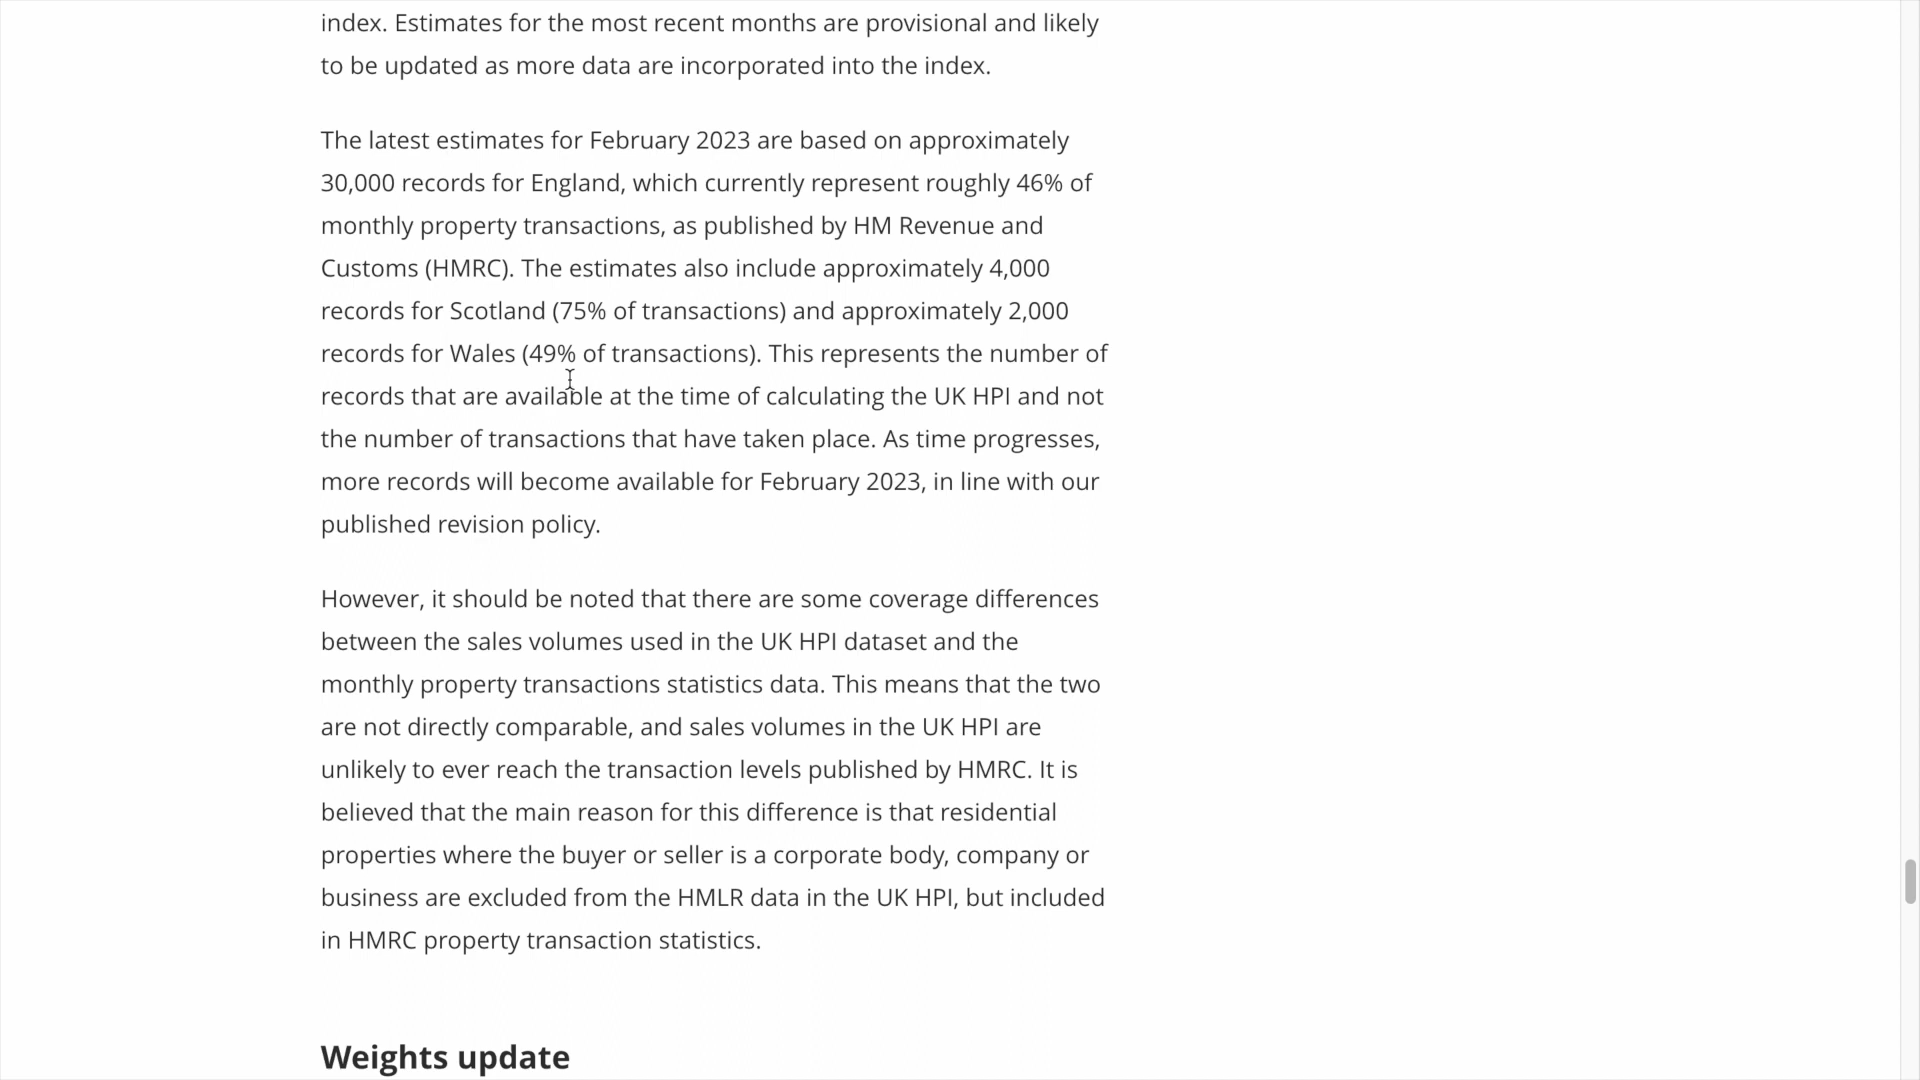 index. Estimates for the most recent months are provisional and likely
to be updated as more data are incorporated into the index.
The latest estimates for February 2023 are based on approximately
30,000 records for England, which currently represent roughly 46% of
monthly property transactions, as published by HM Revenue and
Customs (HMRC). The estimates also include approximately 4,000
records for Scotland (75% of transactions) and approximately 2,000
records for Wales (49% of transactions). This represents the number of
records that are available at the time of calculating the UK HPI and not
the number of transactions that have taken place. As time progresses,
more records will become available for February 2023, in line with our
published revision policy.
However, it should be noted that there are some coverage differences
between the sales volumes used in the UK HPI dataset and the
monthly property transactions statistics data. This means that the two
are not directly comparable, and sales volumes in the UK HPI are
unlikely to ever reach the transaction levels published by HMRC. It is
believed that the main reason for this difference is that residential
properties where the buyer or seller is a corporate body, company or
business are excluded from the HMLR data in the UK HPI, but included
in HMRC property transaction statistics.
Weights update